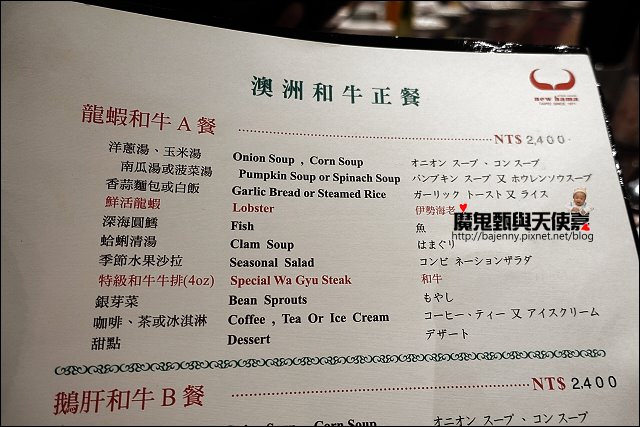 澳洲和牛正餐
new hama
龍蝦和牛A餐 NT$ 2,400
洋蔥湯、玉米湯 Onion Soup , Corn Soup オニオン スープ、コン スープ
南瓜湯或菠菜湯 Pumpkin Soup or Spinach Soup パンプキン スープ 又 ホウレンソウスープ
香蒜麵包或白飯 Garlic Bread or Steamed Rice ガーリック トースト 又 ライス
鮮活龍蝦 Lobster 伊勢海老
深海圓鱈 Fish 魚
蛤蜊清湯 Clam Soup はまぐり
季節水果沙拉 Seasonal Salad コンビ ネーションザラダ
特級和牛牛排(4oz) Special Wa Gyu Steak 和牛
銀芽菜 Bean Sprouts もやし
咖啡、茶或冰淇淋 Coffee , Tea Or Ice Cream コーヒー、ティー 又 アイスクリーム
甜點 Dessert デザート
鵝肝和牛B餐 NT$ 2,400
Corn Soup オニオン スープ、コン スープ
魔鬼甄與天使嘉
http://bajenny.pixnet.net/blog